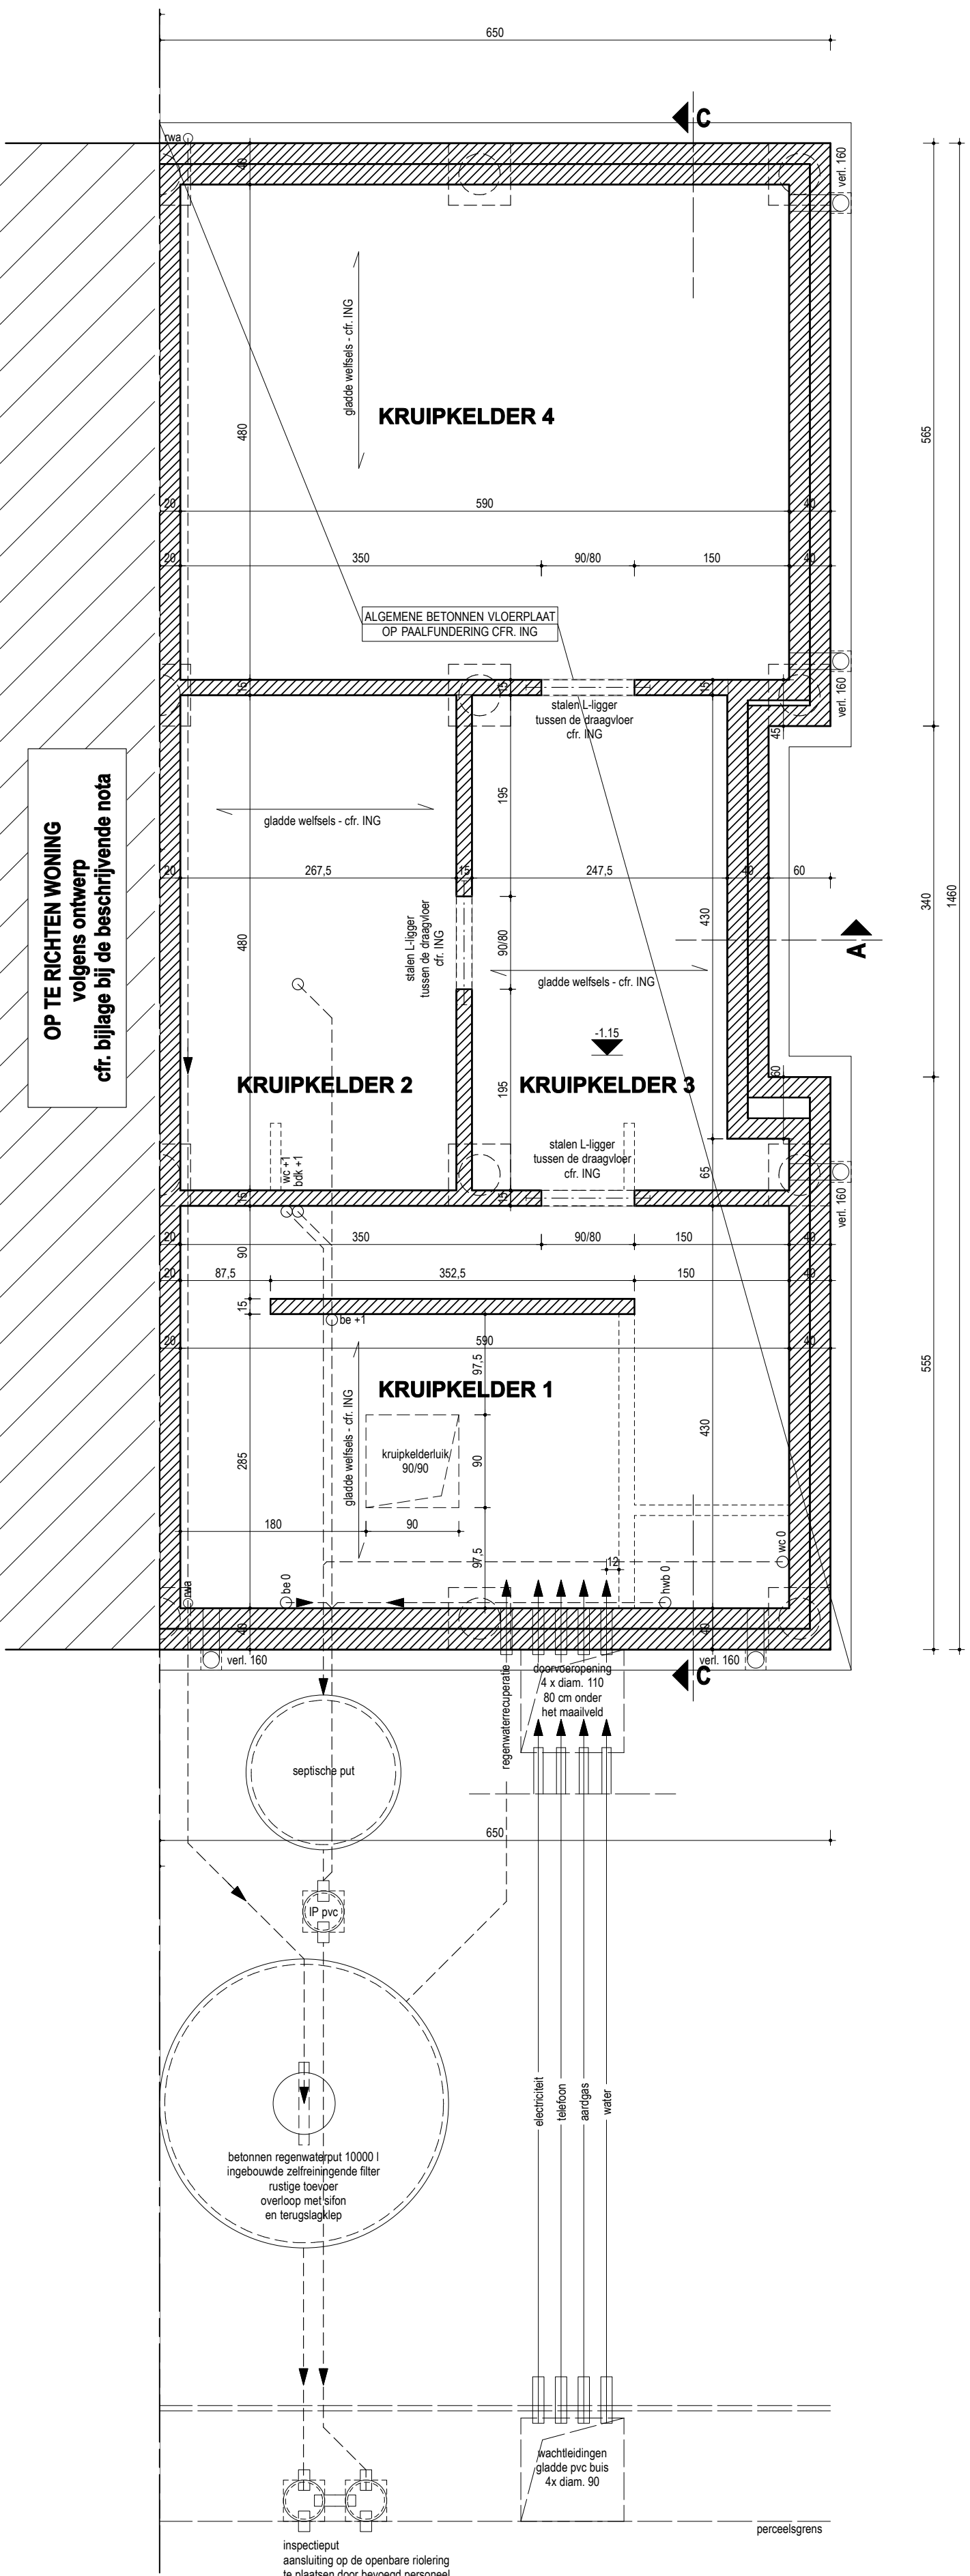 650
C
rwa
40
verl. 160
gladde welfsels - cfr. ING
KRUIPKELDER 4
480
565
1460
20
590
40
20
350
90/80
150
40
ALGEMENE BETONNEN VLOERPLAAT
OP PAALFUNDERING CFR. ING
15
15
15
verl. 160
stalen L-ligger
tussen de draagvloer
cfr. ING
45
OP TE RICHTEN WONING
volgens ontwerp
cfr. bijlage bij de beschrijvende nota
gladde welfsels - cfr. ING
195
20
267,5
15
247,5
40
60
480
stalen L-ligger
tussen de draagvloer
cfr. ING
90/80
430
340
A
gladde welfsels - cfr. ING
-1.15
KRUIPKELDER 2
195
KRUIPKELDER 3
60
wc +1
bdk +1
stalen L-ligger
tussen de draagvloer
cfr. ING
65
15
15
verl. 160
20
350
90/80
150
40
90
20
87,5
352,5
150
40
15
be +1
20
590
40
97,5
KRUIPKELDER 1
gladde welfsels - cfr. ING
kruipkelderluik
90/90
90
285
430
555
180
90
97,5
12
wc 0
rwa
be 0
hwb 0
40
40
verl. 160
verl. 160
C
regenwaterrecuperatie
doorvoeropening
4 x diam. 110
80 cm onder
het maailveld
septische put
650
IP pvc
electriciteit
telefoon
aardgas
water
betonnen regenwaterput 10000 l
ingebouwde zelfreiningende filter
rustige toevoer
overloop met sifon
en terugslagklep
wachtleidingen
gladde pvc buis
4x diam. 90
perceelsgrens
inspectieput
aansluiting op de openbare riolering
te plaatsen door bevoegd personeel